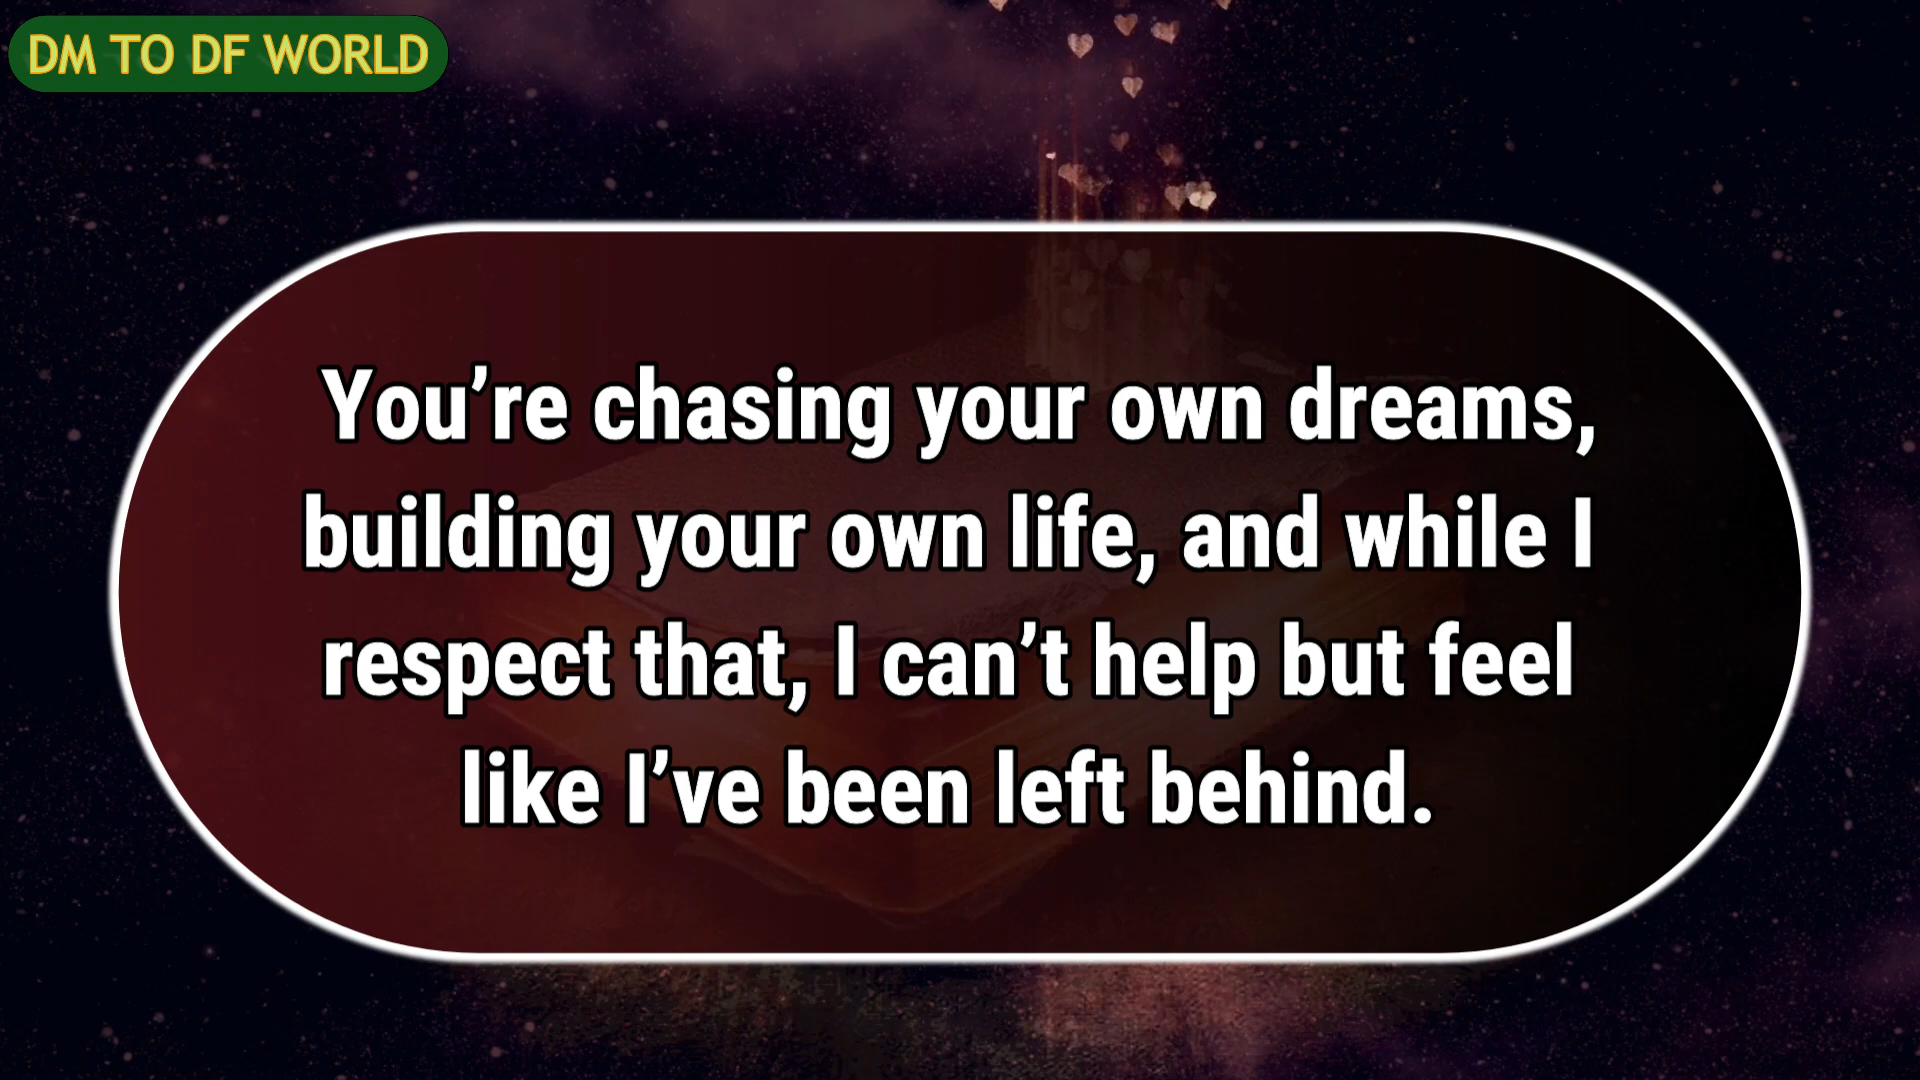 DM TO DF WORLD
You’re chasing your own dreams,
building your own life, and while I
respect that, I can’t help but feel
like I’ve been left behind.